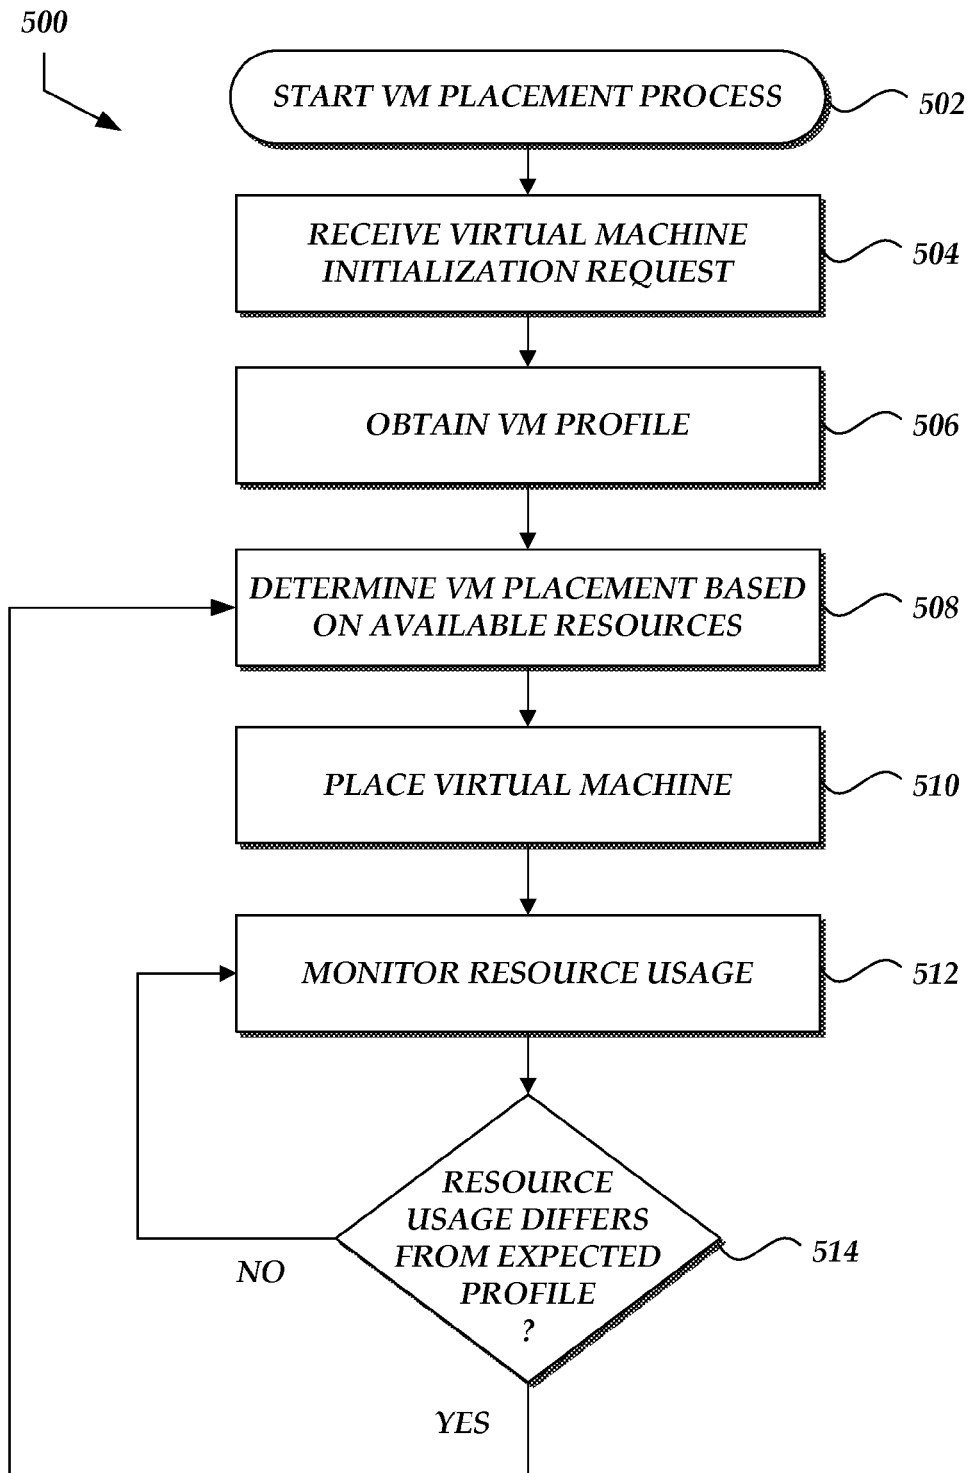 500
START VM PLACEMENT PROCESS
502
RECEIVE VIRTUAL MACHINE
INITIALIZATION REQUEST
504
OBTAIN VM PROFILE
506
DETERMINE VM PLACEMENT BASED
ON AVAILABLE RESOURCES
508
PLACE VIRTUAL MACHINE
510
MONITOR RESOURCE USAGE
512
RESOURCE
USAGE DIFFERS
FROM EXPECTED
PROFILE
?
514
NO
YES